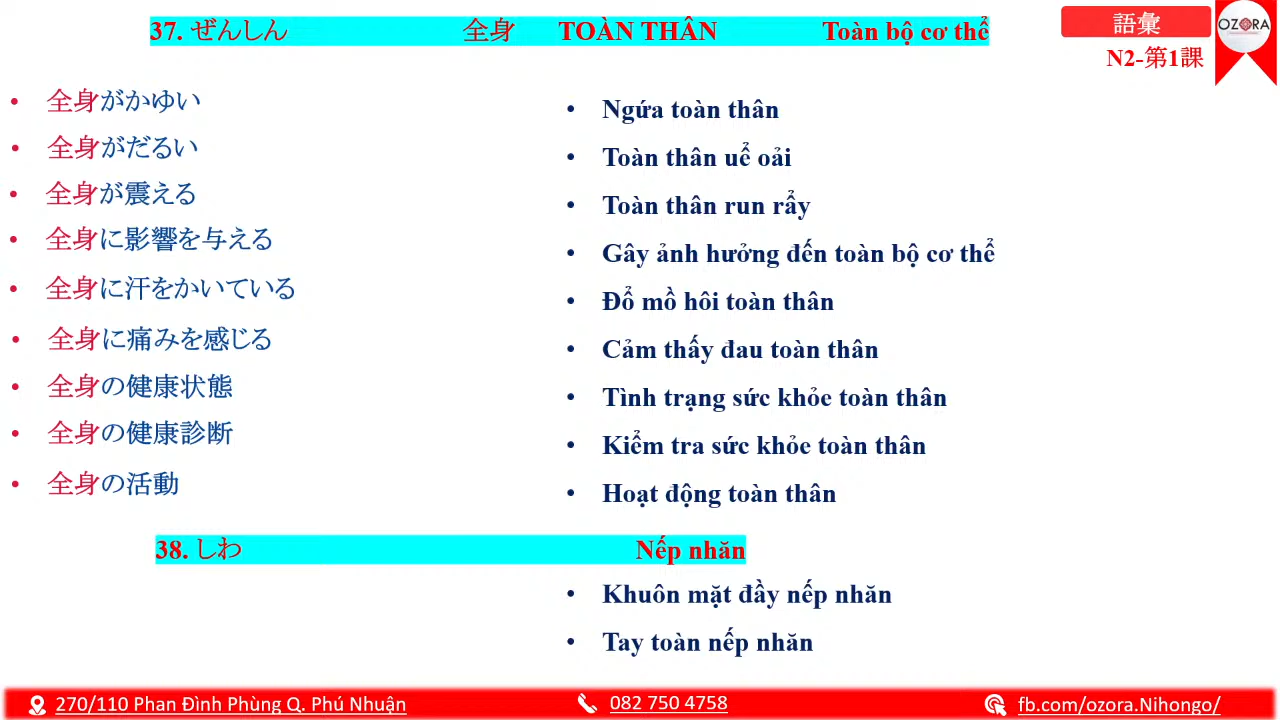 37. ぜんしん 全身 TOÀN THÂN Toàn bộ cơ thể
語彙
OZORA
N2-第1課
• 全身がかゆい
• Ngứa toàn thân
• 全身がだるい
• Toàn thân uể oải
• 全身が震える
• Toàn thân run rẩy
• 全身に影響を与える
• Gây ảnh hưởng đến toàn bộ cơ thể
• 全身に汗をかいている
• Đổ mồ hôi toàn thân
• 全身に痛みを感じる
• Cảm thấy đau toàn thân
• 全身の健康状態
• Tình trạng sức khỏe toàn thân
• 全身の健康診断
• Kiểm tra sức khỏe toàn thân
• 全身の活動
• Hoạt động toàn thân
38. しわ Nếp nhăn
• Khuôn mặt đầy nếp nhăn
• Tay toàn nếp nhăn
270/110 Phan Đình Phùng Q. Phú Nhuận
082 750 4758
fb.com/ozora.Nihongo/